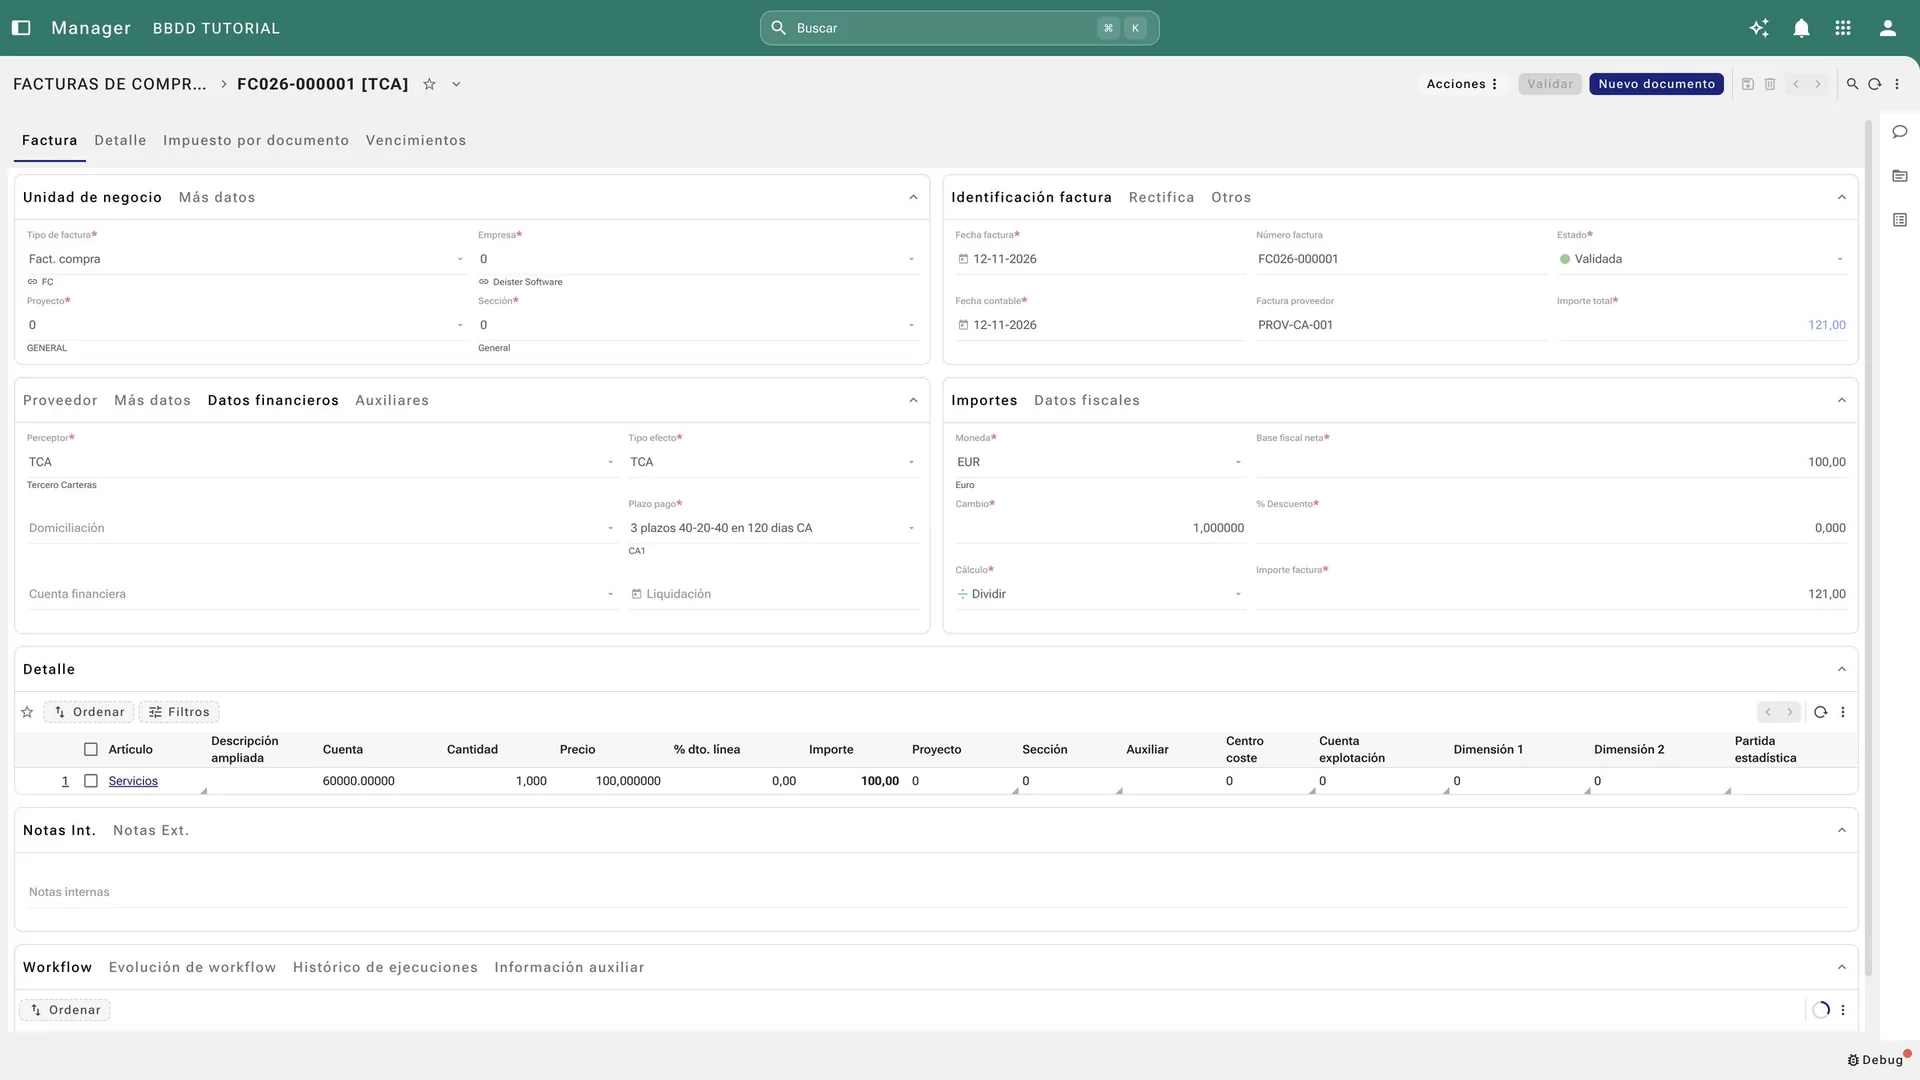 Manager BBDD TUTORIAL Buscar ⌘ K
FACTURAS DE COMPR... > FC026-000001 [TCA] Acciones Validar Nuevo documento
Factura Detalle Impuesto por documento Vencimientos
Unidad de negocio Más datos
Tipo de factura* Empresa*
Fact. compra 0
FC Deister Software
Proyecto* Sección*
0 0
GENERAL General
Identificación factura Rectifica Otros
Fecha factura* Número factura Estado*
12-11-2026 FC026-000001 Validada
Fecha contable* Factura proveedor Importe total*
12-11-2026 PROV-CA-001 121,00
Proveedor Más datos Datos financieros Auxiliares
Perceptor* Tipo efecto*
TCA TCA
Tercero Carteras
Plazo pago*
Domiciliación 3 plazos 40-20-40 en 120 dias CA
CA1
Cuenta financiera Liquidación
Importes Datos fiscales
Moneda* Base fiscal neta*
EUR 100,00
Euro
Cambio* % Descuento*
1,000000 0,000
Cálculo* Importe factura*
Dividir 121,00
Detalle
Ordenar Filtros
Artículo Descripción ampliada Cuenta Cantidad Precio % dto. línea Importe Proyecto Sección Auxiliar Centro coste Cuenta explotación Dimensión 1 Dimensión 2 Partida estadística
1 Servicios 60000.00000 1,000 100,000000 0,00 100,00 0 0 0 0 0 0
Notas Int. Notas Ext.
Notas internas
Workflow Evolución de workflow Histórico de ejecuciones Información auxiliar
Ordenar
Debug